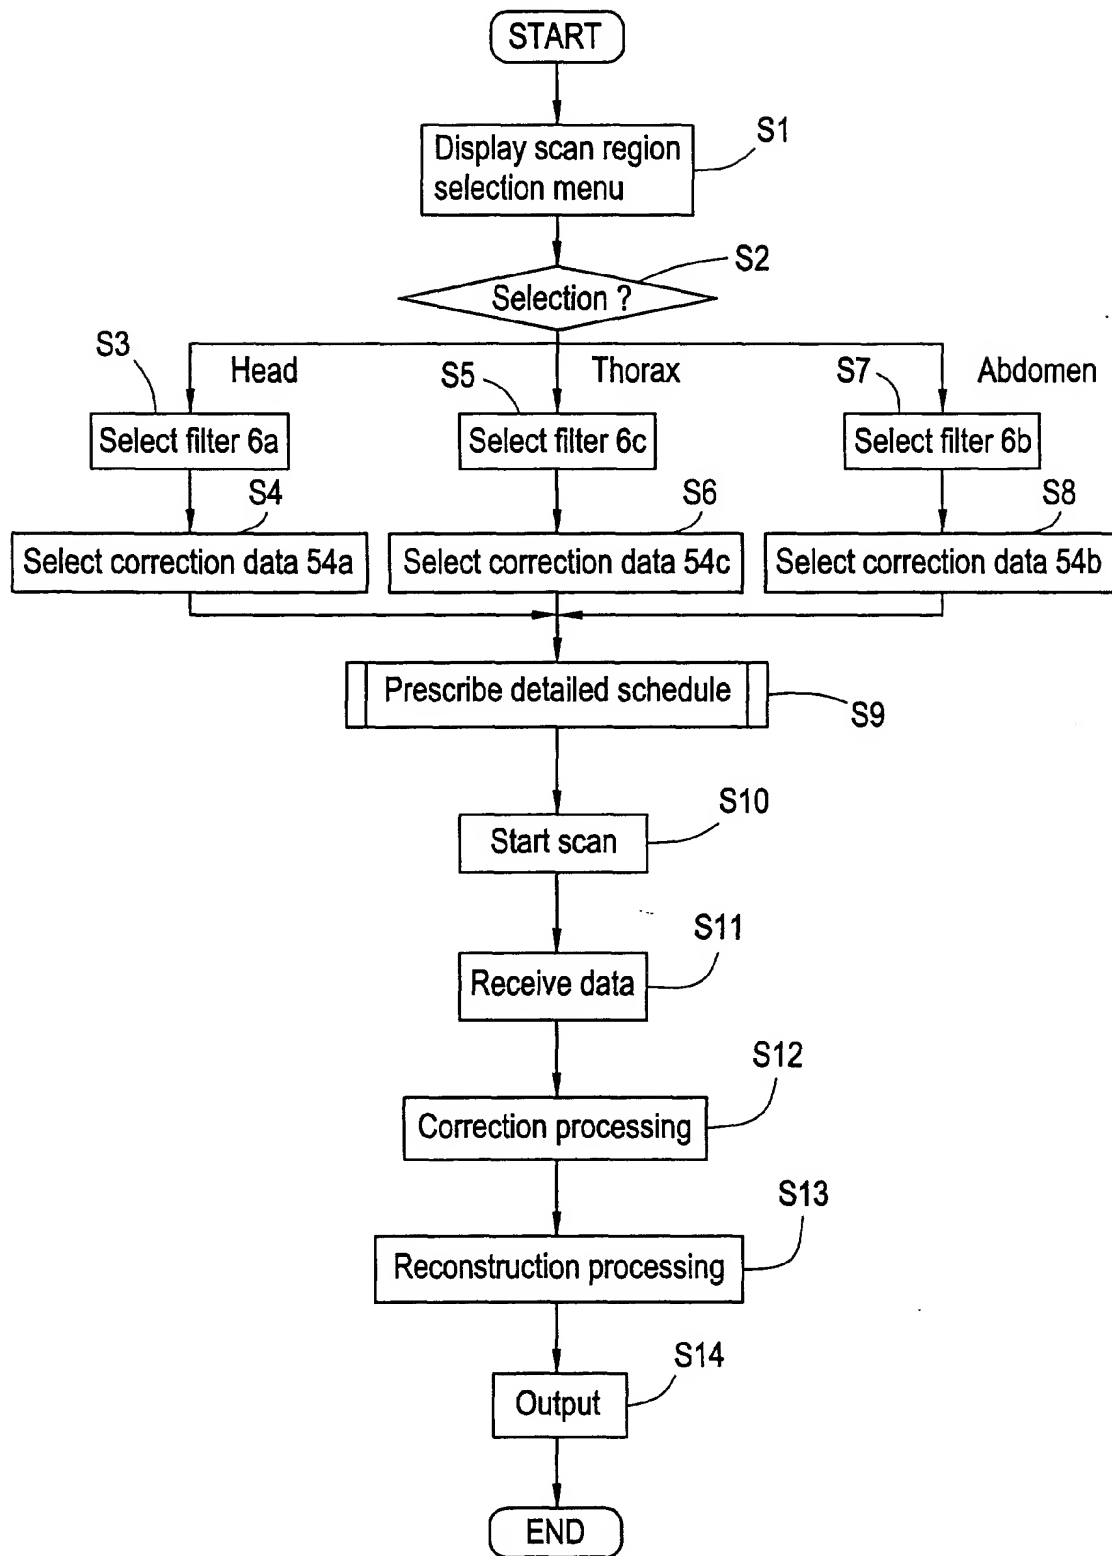 START
S1
Display scan region
selection menu
S2
Selection ?
S3
Head
S5
Thorax
S7
Abdomen
Select filter 6a
Select filter 6c
Select filter 6b
S4
S6
S8
Select correction data 54a
Select correction data 54c
Select correction data 54b
Prescribe detailed schedule
S9
S10
Start scan
S11
Receive data
S12
Correction processing
S13
Reconstruction processing
S14
Output
END